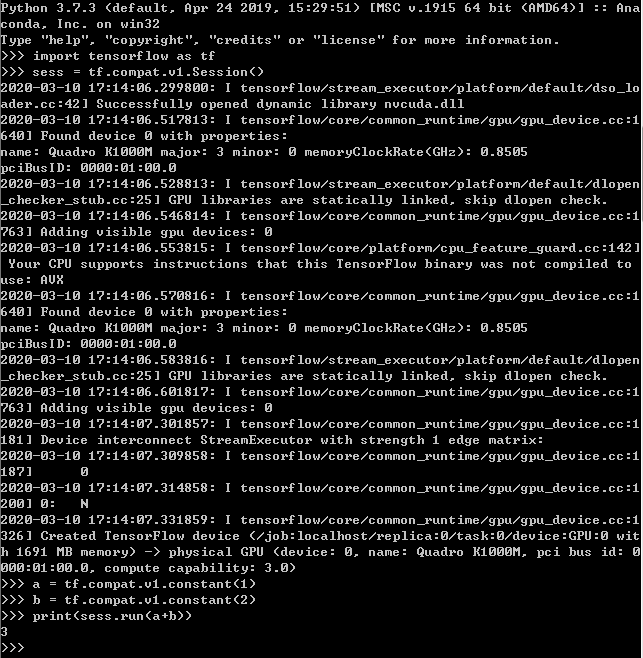 Python 3.7.3 (default, Apr 24 2019, 15:29:51) [MSC v.1915 64 bit (AMD64)] :: Ana
conda, Inc. on win32
Type "help", "copyright", "credits" or "license" for more information.
>>> import tensorflow as tf
>>> sess = tf.compat.v1.Session()
2020-03-10 17:14:06.299800: I tensorflow/stream_executor/platform/default/dso_lo
ader.cc:42] Successfully opened dynamic library nvcuda.dll
2020-03-10 17:14:06.517813: I tensorflow/core/common_runtime/gpu/gpu_device.cc:1
640] Found device 0 with properties:
name: Quadro K1000M major: 3 minor: 0 memoryClockRate(GHz): 0.8505
pciBusID: 0000:01:00.0
2020-03-10 17:14:06.528813: I tensorflow/stream_executor/platform/default/dlopen
_checker_stub.cc:25] GPU libraries are statically linked, skip dlopen check.
2020-03-10 17:14:06.546814: I tensorflow/core/common_runtime/gpu/gpu_device.cc:1
763] Adding visible gpu devices: 0
2020-03-10 17:14:06.553815: I tensorflow/core/platform/cpu_feature_guard.cc:142]
 Your CPU supports instructions that this TensorFlow binary was not compiled to
use: AVX
2020-03-10 17:14:06.570816: I tensorflow/core/common_runtime/gpu/gpu_device.cc:1
640] Found device 0 with properties:
name: Quadro K1000M major: 3 minor: 0 memoryClockRate(GHz): 0.8505
pciBusID: 0000:01:00.0
2020-03-10 17:14:06.583816: I tensorflow/stream_executor/platform/default/dlopen
_checker_stub.cc:25] GPU libraries are statically linked, skip dlopen check.
2020-03-10 17:14:06.601817: I tensorflow/core/common_runtime/gpu/gpu_device.cc:1
763] Adding visible gpu devices: 0
2020-03-10 17:14:07.301857: I tensorflow/core/common_runtime/gpu/gpu_device.cc:1
181] Device interconnect StreamExecutor with strength 1 edge matrix:
2020-03-10 17:14:07.309858: I tensorflow/core/common_runtime/gpu/gpu_device.cc:1
187]      0
2020-03-10 17:14:07.314858: I tensorflow/core/common_runtime/gpu/gpu_device.cc:1
200] 0:   N
2020-03-10 17:14:07.331859: I tensorflow/core/common_runtime/gpu/gpu_device.cc:1
326] Created TensorFlow device (/job:localhost/replica:0/task:0/device:GPU:0 wit
h 1691 MB memory) -> physical GPU (device: 0, name: Quadro K1000M, pci bus id: 0
000:01:00.0, compute capability: 3.0)
>>> a = tf.compat.v1.constant(1)
>>> b = tf.compat.v1.constant(2)
>>> print(sess.run(a+b))
3
>>>